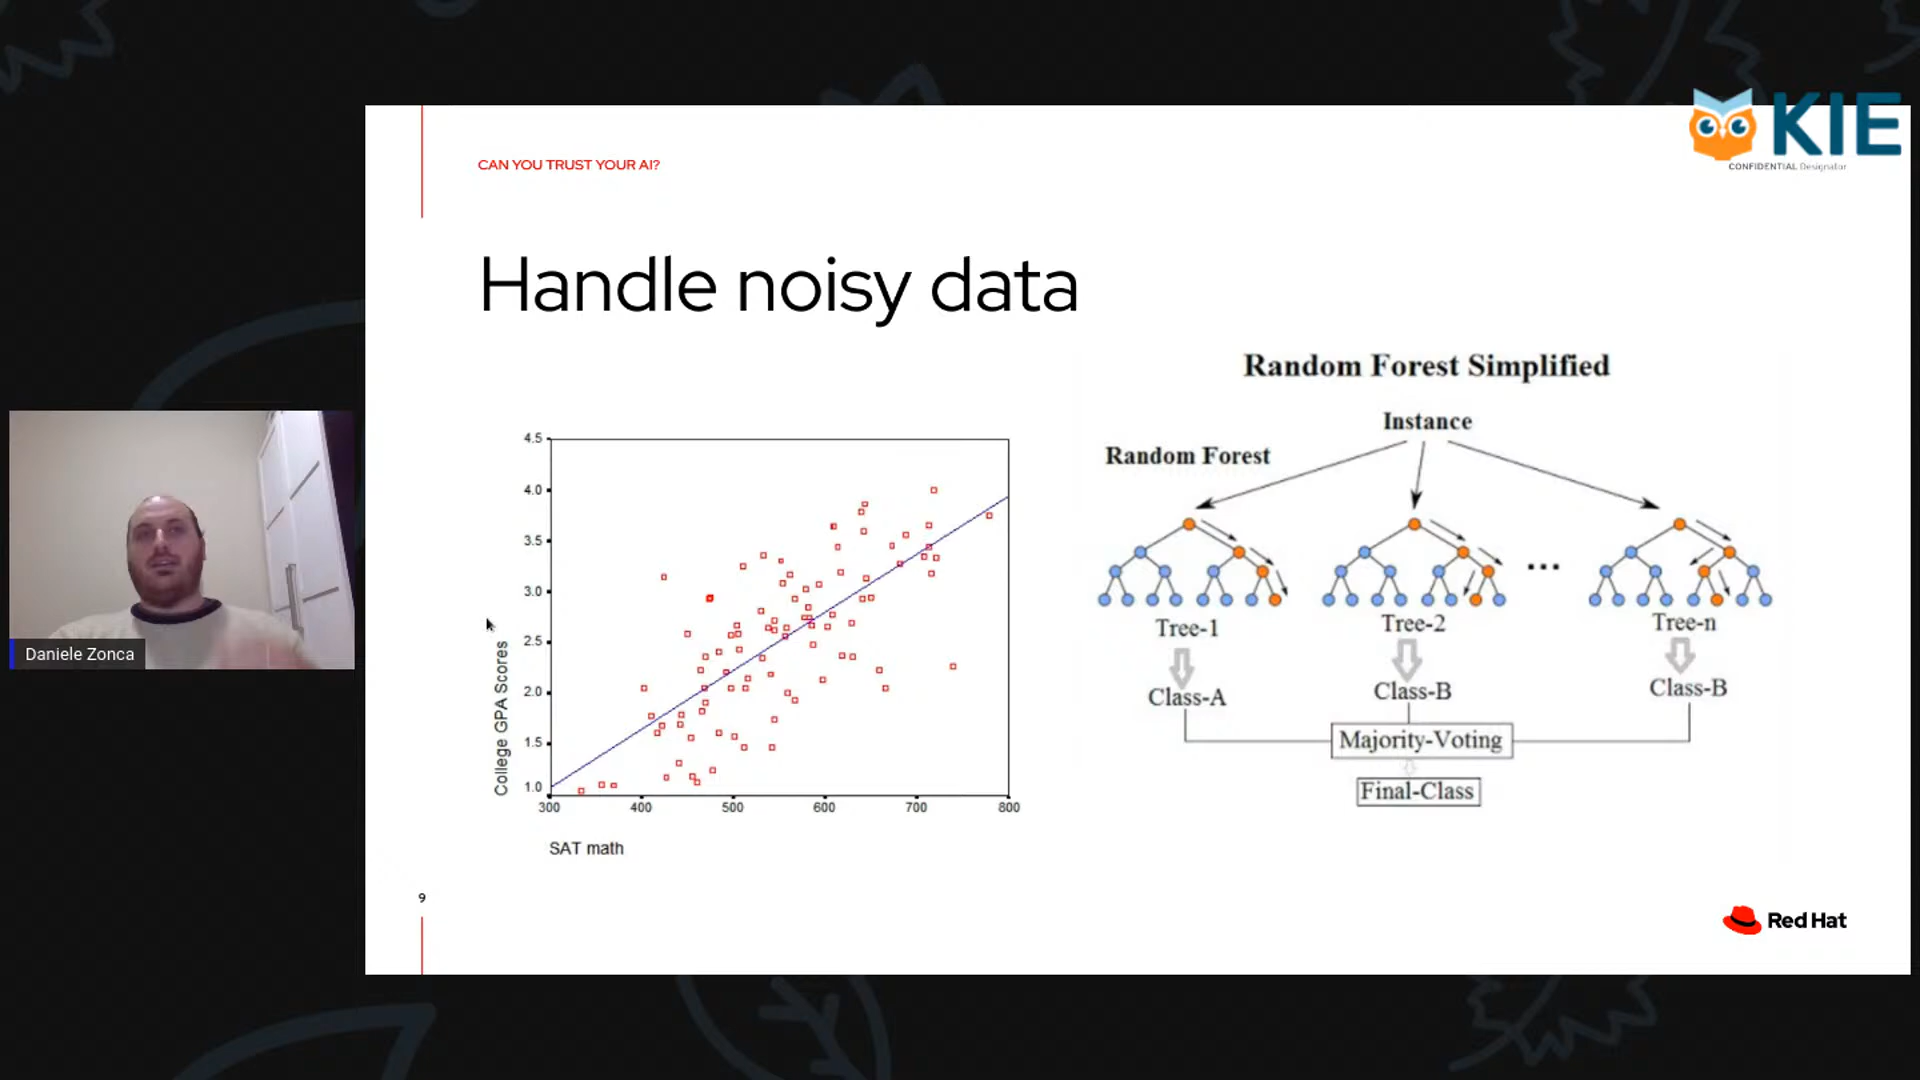 KIE
CONFIDENTIAL Designator
CAN YOU TRUST YOUR AI?
Handle noisy data
Random Forest Simplified
Instance
Random Forest
4.5
4.0
3.5
3.0
2.5
2.0
1.5
1.0
College GPA Scores
300 400 500 600 700 800
SAT math
...
Tree-1 Tree-2 Tree-n
Class-A Class-B Class-B
Majority-Voting
Final-Class
Daniele Zonca
9
Red Hat